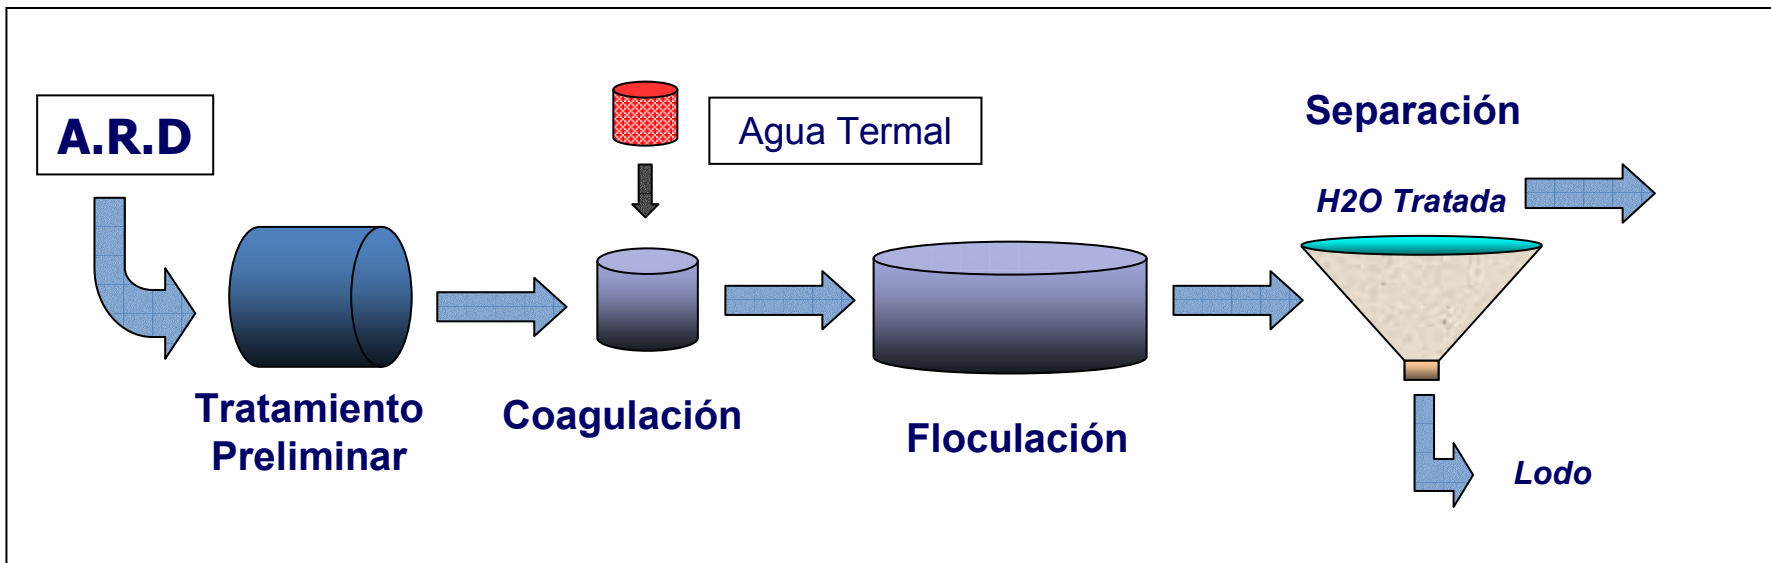 A.R.D
Agua Termal
Separación
H2O Tratada
Tratamiento
Preliminar
Coagulación
Floculación
Lodo